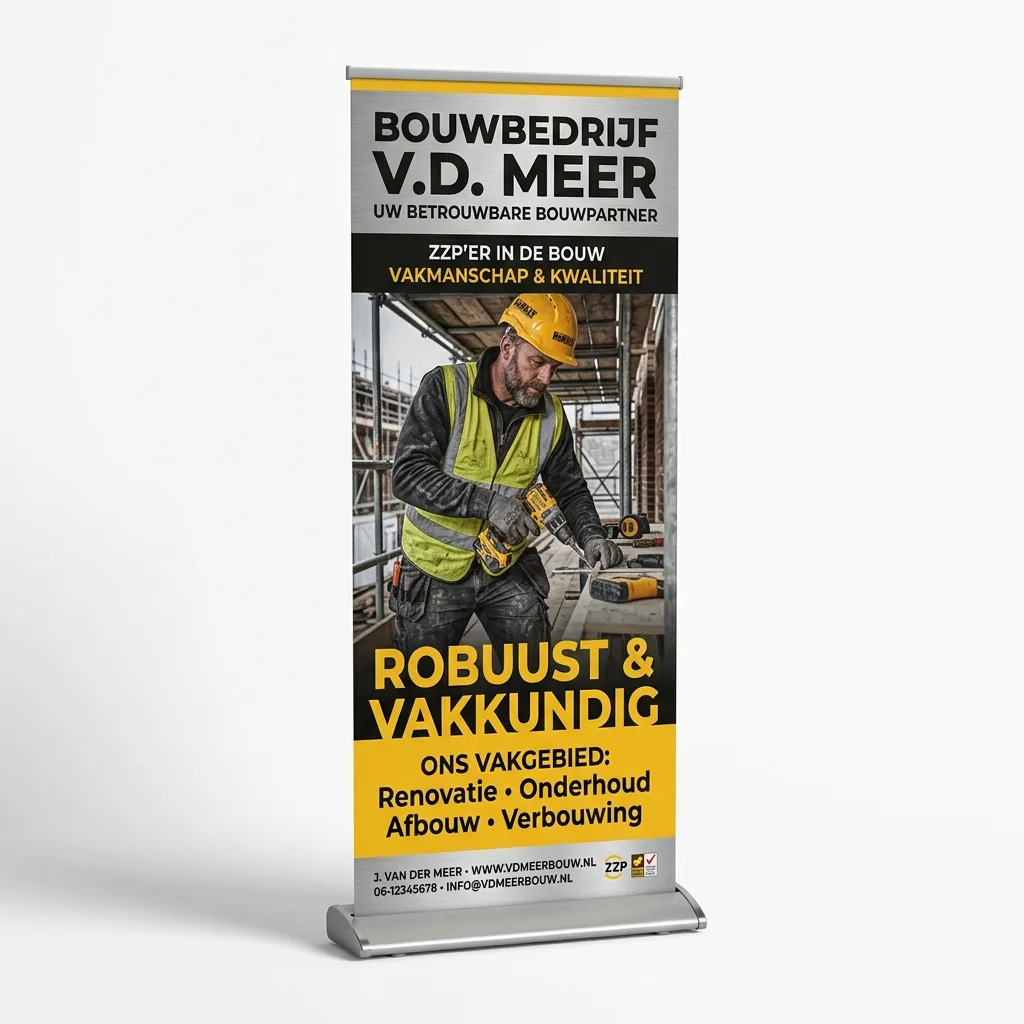 BOUWBEDRIJF
V.D. MEER
UW BETROUWBARE BOUWPARTNER
ZZP'ER IN DE BOUW
VAKMANSCHAP & KWALITEIT
ROBUUST &
VAKKUNDIG
ONS VAKGEBIED:
Renovatie • Onderhoud
Afbouw • Verbouwing
J. VAN DER MEER • WWW.VDMEERBOUW.NL
06-12345678 • INFO@VDMEERBOUW.NL
ZZP